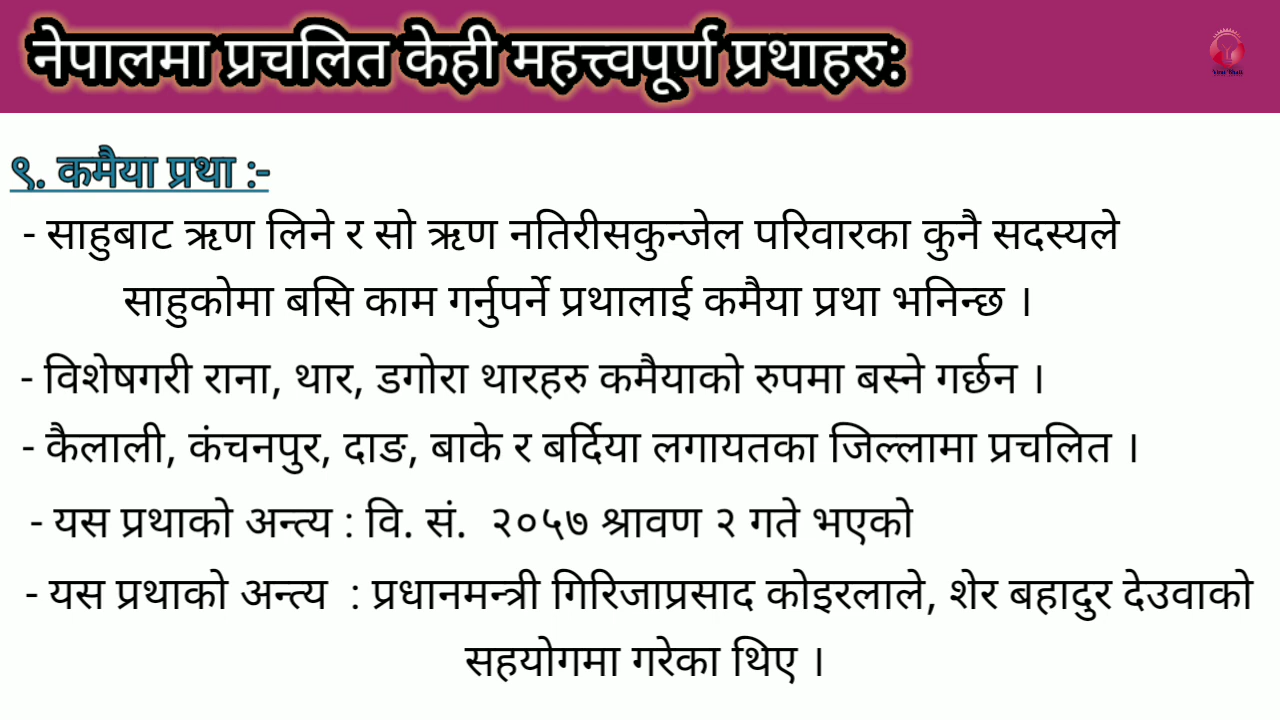 नेपालमा प्रचलित केही महत्त्वपूर्ण प्रथाहरु:
९. कमैया प्रथा :-
- साहुबाट ऋण लिने र सो ऋण नतिरीसकुन्जेल परिवारका कुनै सदस्यले
साहुकोमा बसि काम गर्नुपर्ने प्रथालाई कमैया प्रथा भनिन्छ ।
- विशेषगरी राना, थार, डगोरा थारहरु कमैयाको रुपमा बस्ने गर्छन ।
- कैलाली, कंचनपुर, दाङ, बाके र बर्दिया लगायतका जिल्लामा प्रचलित ।
- यस प्रथाको अन्त्य : वि. सं. २०५७ श्रावण २ गते भएको
- यस प्रथाको अन्त्य : प्रधानमन्त्री गिरिजाप्रसाद कोइरलाले, शेर बहादुर देउवाको
सहयोगमा गरेका थिए ।